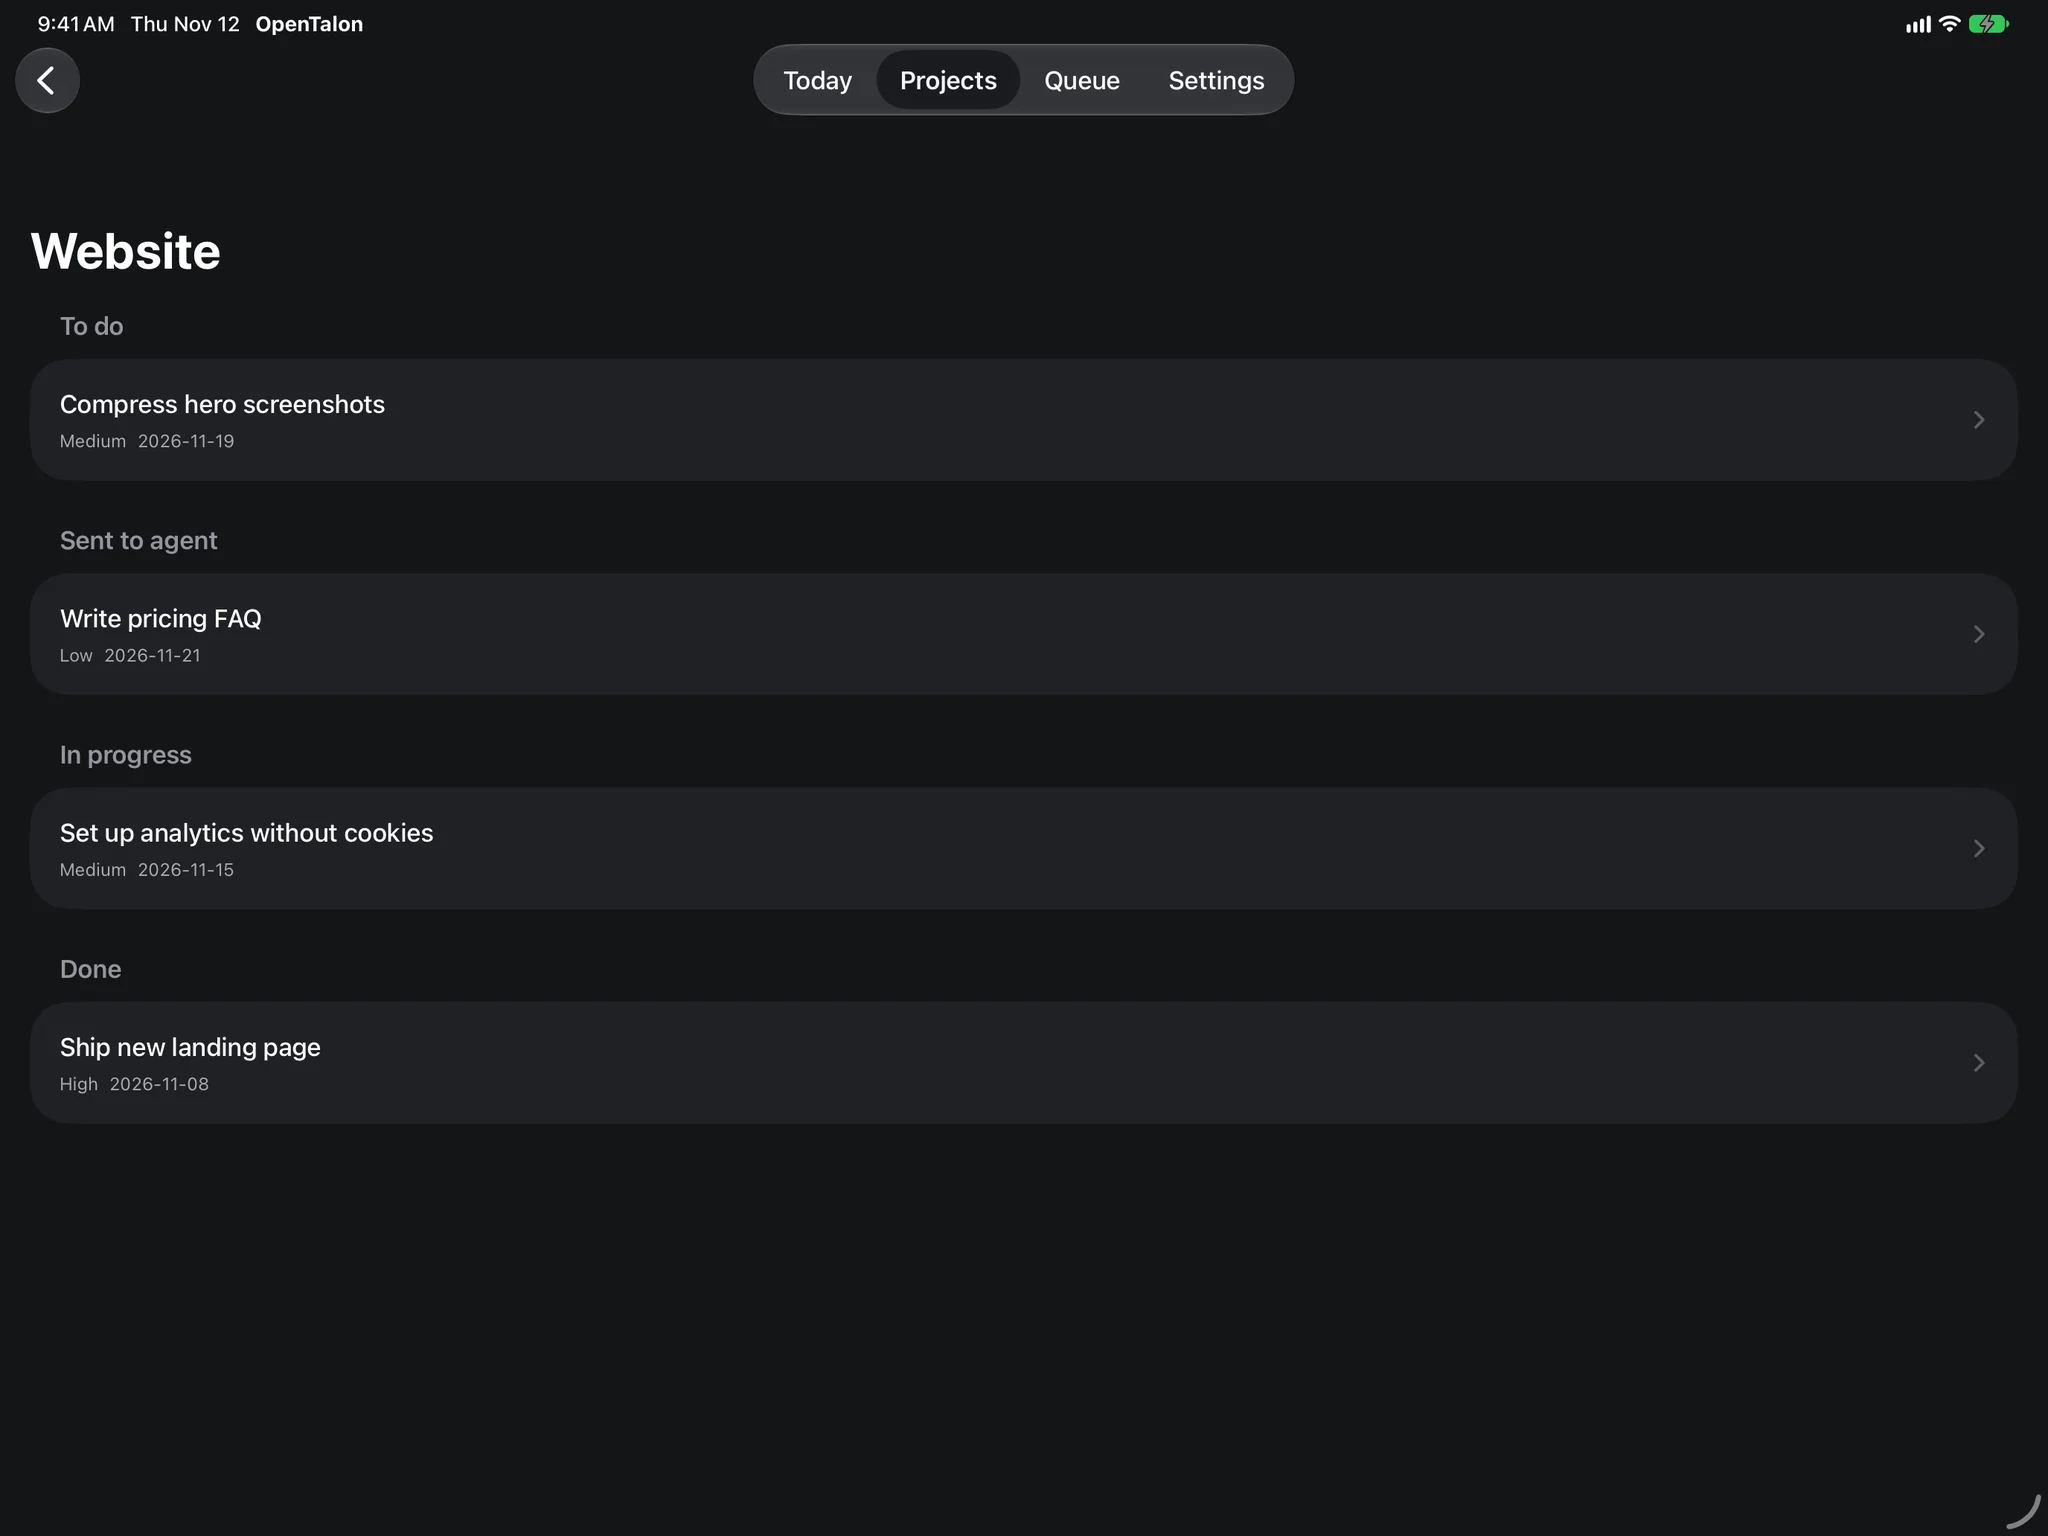 9:41 AM Thu Nov 12 OpenTalon
Today Projects Queue Settings
Website
To do
Compress hero screenshots
Medium 2026-11-19
Sent to agent
Write pricing FAQ
Low 2026-11-21
In progress
Set up analytics without cookies
Medium 2026-11-15
Done
Ship new landing page
High 2026-11-08